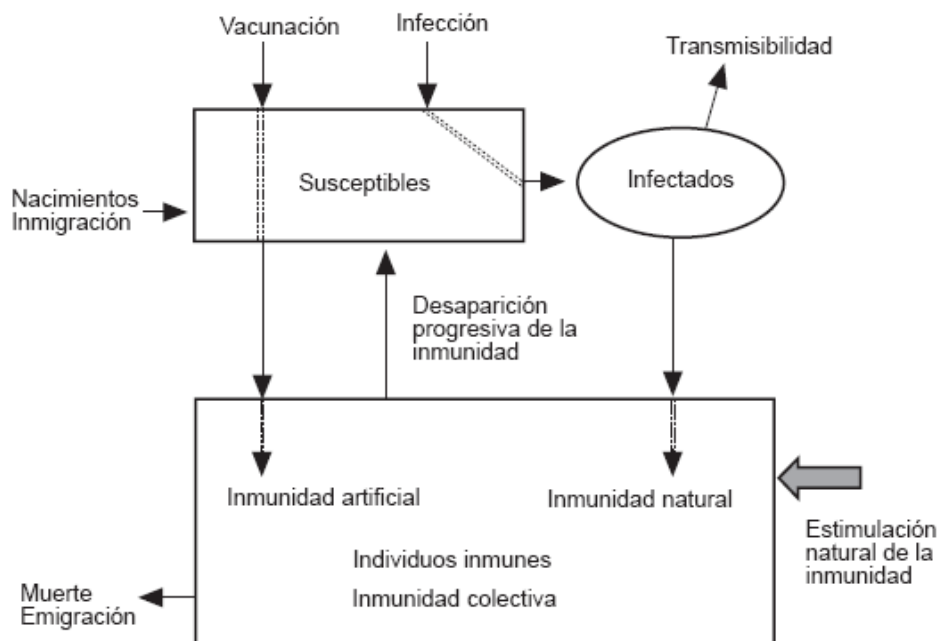 Vacunación
Infección
Transmisibilidad
Susceptibles
Infectados
Nacimientos
Inmigración
Desaparición
progresiva de la
inmunidad
Inmunidad artificial
Inmunidad natural
Estimulación
natural de la
inmunidad
Individuos inmunes
Inmunidad colectiva
Muerte
Emigración